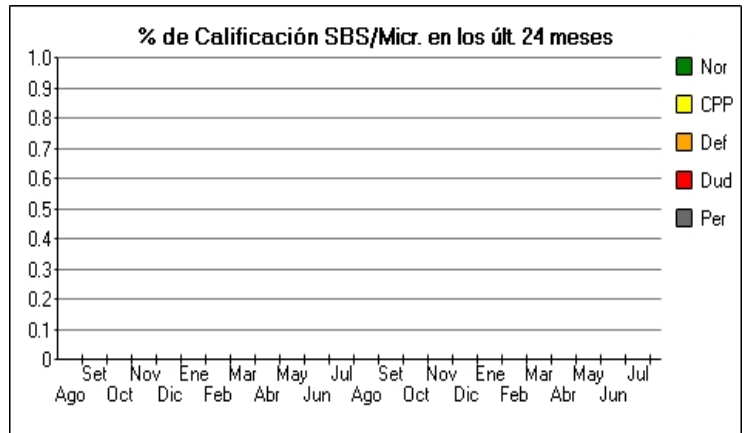 % de Calificación SBS/Micr. en los últ. 24 meses
1.0
0.9
0.8
0.7
0.6
0.5
0.4
0.3
0.2
0.1
0
Set Nov Ene Mar May Jul Set Nov Ene Mar May Jul
Ago Oct Dic Feb Abr Jun Ago Oct Dic Feb Abr Jun
Nor
CPP
Def
Dud
Per